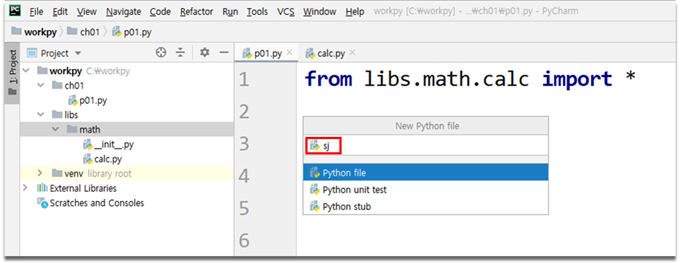 PC File Edit View Navigate Code Refactor Run Tools VCS Window Help workpy [C:₩workpy] - ...₩ch01₩p01.py - PyCharm
workpy ch01 p01.py
1: Project
Project
workpy C:₩workpy
ch01
p01.py
libs
math
__init__.py
calc.py
venv library root
External Libraries
Scratches and Consoles
p01.py calc.py
1 from libs.math.calc import *
2
3
4
5
6
New Python file
sj
Python file
Python unit test
Python stub